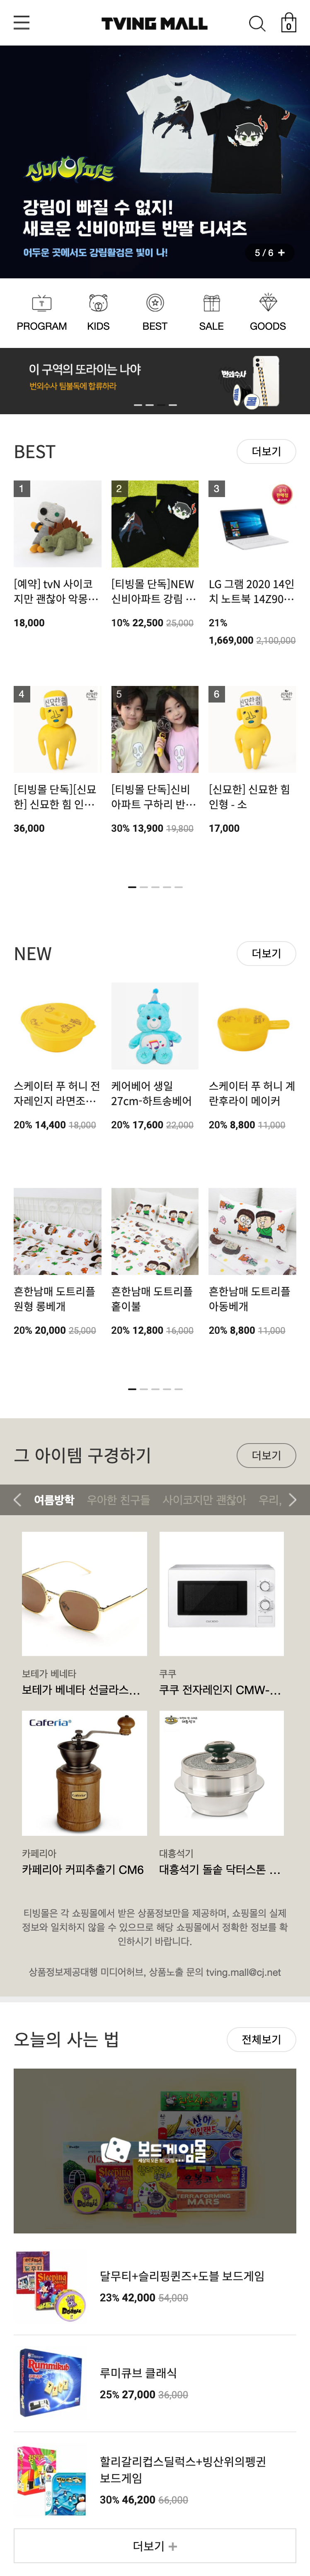 TVING MALL
0
신비아파트
강림이 빠질 수 없지!
새로운 신비아파트 반팔 티셔츠
어두운 곳에서도 강림활검은 빛이 나!
5 / 6 +
PROGRAM
KIDS
BEST
SALE
GOODS
이 구역의 또라이는 나야
번외수사 팀불독에 합류하라
번외수사
BEST
더보기
1
2
3
[예약] tvN 사이코
지만 괜찮아 악몽…
18,000
[티빙몰 단독]NEW
신비아파트 강림 …
10% 22,500 25,000
LG 그램 2020 14인
치 노트북 14Z90…
21%
1,669,000 2,100,000
4
5
6
[티빙몰 단독][신묘
한] 신묘한 힘 인…
36,000
[티빙몰 단독]신비
아파트 구하리 반…
30% 13,900 19,800
[신묘한] 신묘한 힘
인형 - 소
17,000
NEW
더보기
스케이터 푸 허니 전
자레인지 라면조…
20% 14,400 18,000
케어베어 생일
27cm-하트송베어
20% 17,600 22,000
스케이터 푸 허니 계
란후라이 메이커
20% 8,800 11,000
흔한남매 도트리플
원형 롱베개
20% 20,000 25,000
흔한남매 도트리플
홑이불
20% 12,800 16,000
흔한남매 도트리플
아동베개
20% 8,800 11,000
그 아이템 구경하기
더보기
여름방학
우아한 친구들
사이코지만 괜찮아
우리,
보테가 베네타
보테가 베네타 선글라스…
쿠쿠
쿠쿠 전자레인지 CMW-…
Caferia
카페리아
카페리아 커피추출기 CM6
대흥석기
대흥석기 돌솥 닥터스톤 …
티빙몰은 각 쇼핑몰에서 받은 상품정보만을 제공하며, 쇼핑몰의 실제
정보와 일치하지 않을 수 있으므로 해당 쇼핑몰에서 정확한 정보를 확
인하시기 바랍니다.
상품정보제공대행 미디어허브, 상품노출 문의 tving.mall@cj.net
오늘의 사는 법
전체보기
보드게임몰
TERRAFORMING
MARS
달무티+슬리핑퀸즈+도블 보드게임
23% 42,000 54,000
Rummikub
루미큐브 클래식
25% 27,000 36,000
할리갈리컵스딜럭스+빙산위의펭귄
보드게임
30% 46,200 66,000
더보기 +